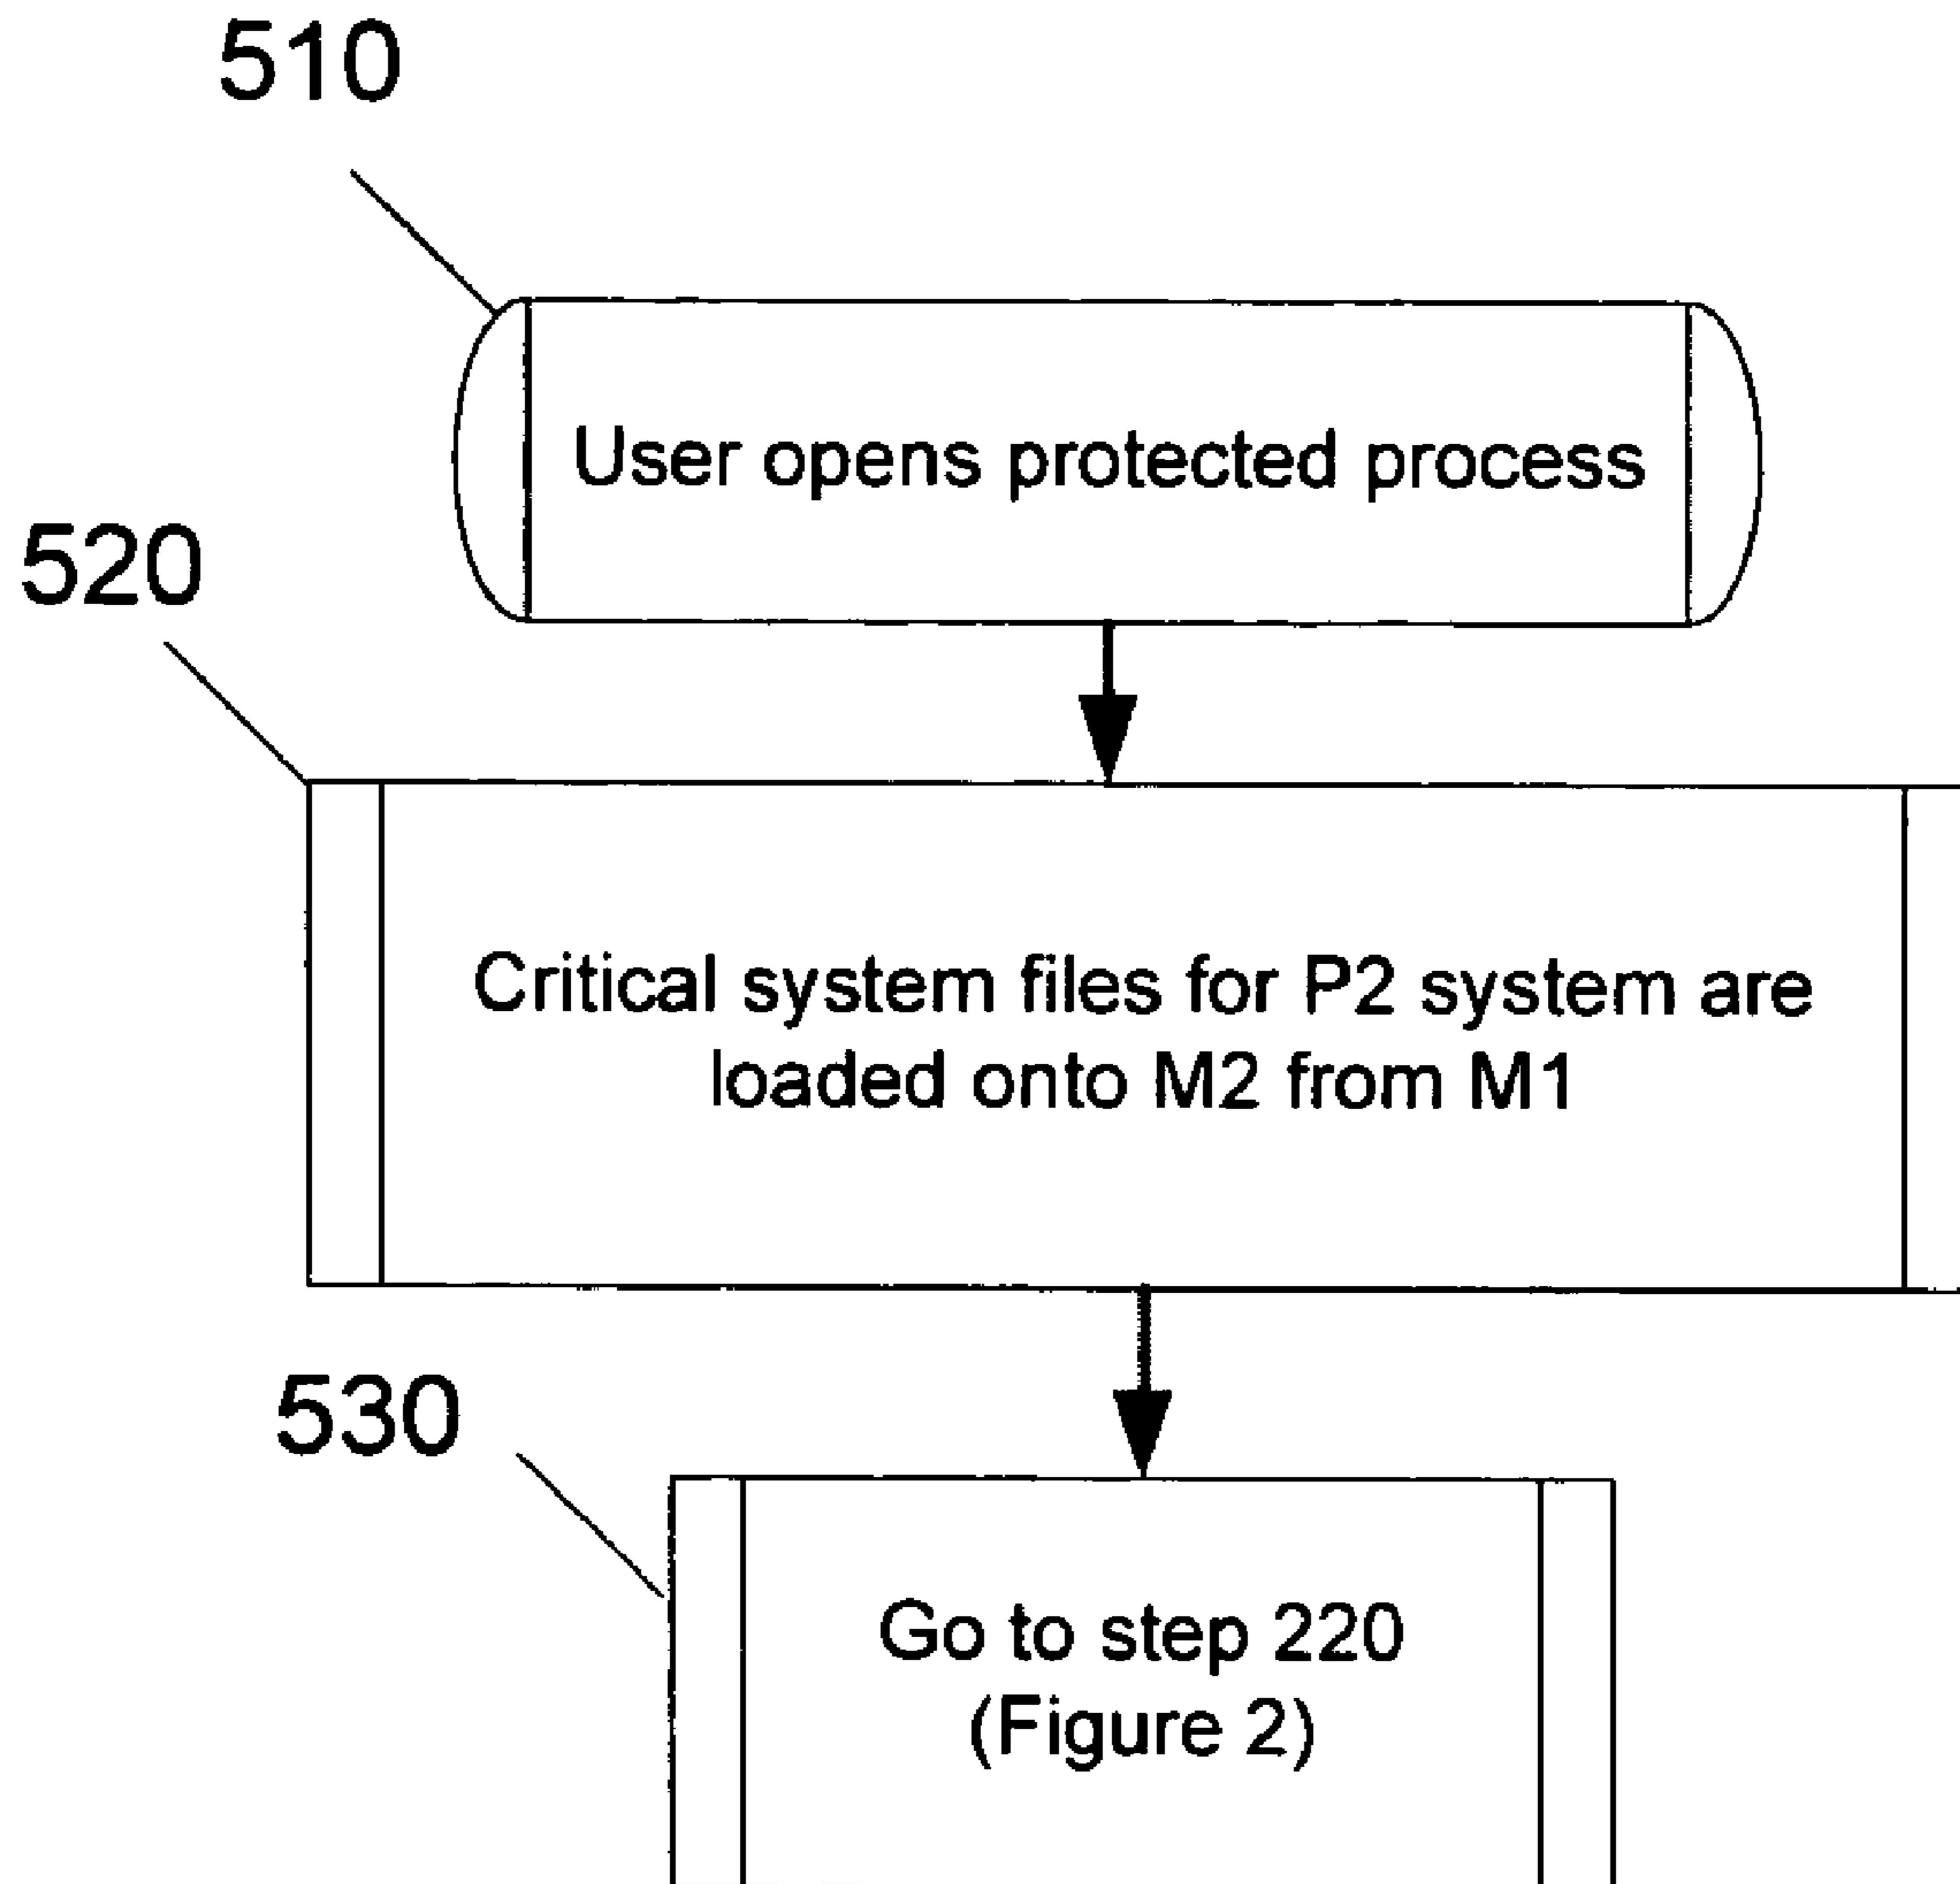 510
User opens protected process
520
Critical system files for P2 system are
loaded onto M2 from M1
530
Go to step 220
(Figure 2)